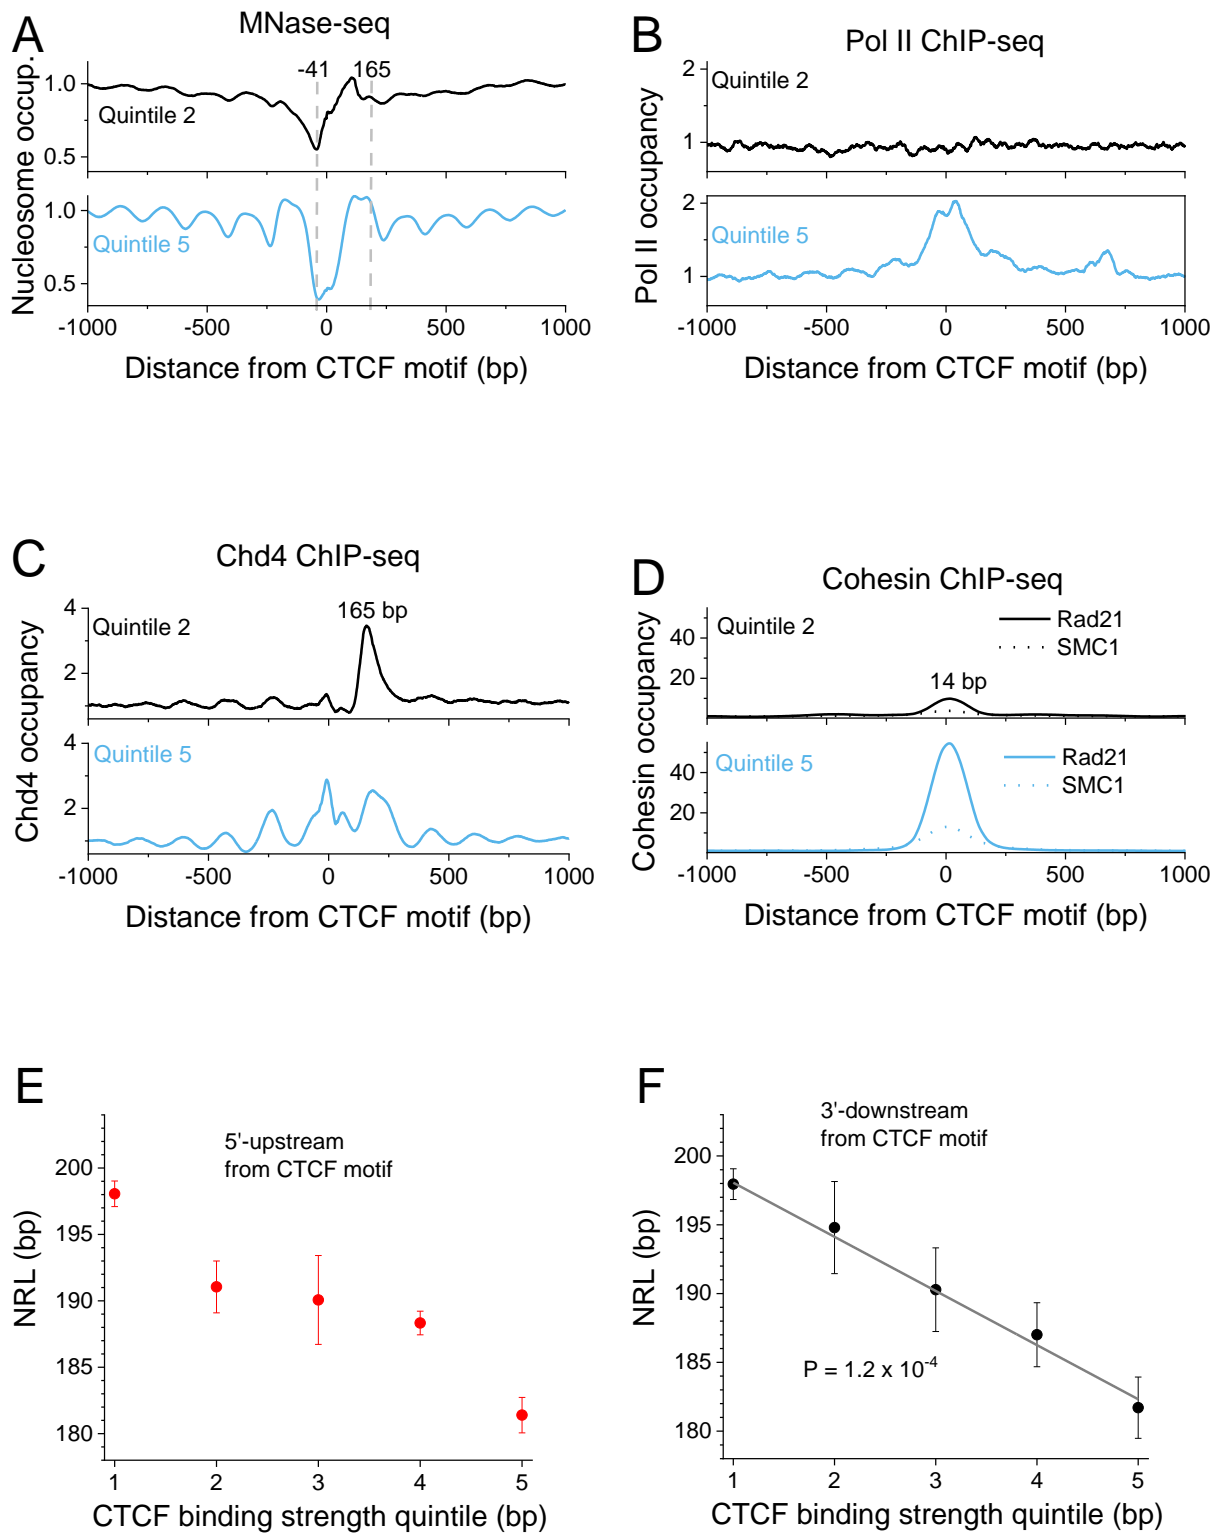 A
MNase-seq
Nucleosome occup.
1.0
0.5
-41
165
Quintile 2
1.0
0.5
Quintile 5
-1000
-500
0
500
1000
Distance from CTCF motif (bp)
B
Pol II ChIP-seq
Pol II occupancy
2
1
Quintile 2
2
1
Quintile 5
-1000
-500
0
500
1000
Distance from CTCF motif (bp)
C
Chd4 ChIP-seq
Chd4 occupancy
4
2
Quintile 2
165 bp
4
2
Quintile 5
-1000
-500
0
500
1000
Distance from CTCF motif (bp)
D
Cohesin ChIP-seq
Cohesin occupancy
40
20
Quintile 2
Rad21
SMC1
14 bp
40
20
Quintile 5
Rad21
SMC1
-1000
-500
0
500
1000
Distance from CTCF motif (bp)
E
5'-upstream
from CTCF motif
NRL (bp)
200
195
190
185
180
1
2
3
4
5
CTCF binding strength quintile (bp)
F
3'-downstream
from CTCF motif
NRL (bp)
200
195
190
185
180
P = 1.2 x 10⁻⁴
1
2
3
4
5
CTCF binding strength quintile (bp)